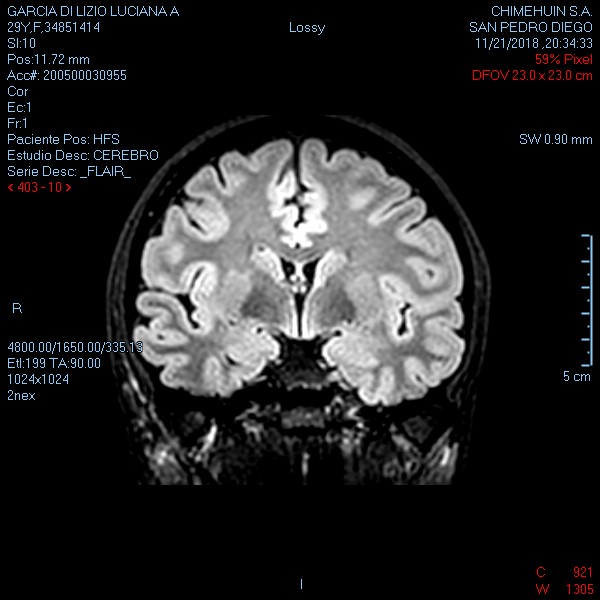 GARCIA DI LIZIO LUCIANA A
29Y,F,34851414
Sl:10
Pos:11.72 mm
Acc#: 200500030955
Cor
Ec:1
Fr:1
Paciente Pos: HFS
Estudio Desc: CEREBRO
Serie Desc: _FLAIR_
< 403 - 10 >
Lossy
CHIMEHUIN S.A.
SAN PEDRO DIEGO
11/21/2018 ,20:34:33
59% Pixel
DFOV 23.0 x 23.0 cm
SW 0.90 mm
R
4800.00/1650.00/335.13
Etl:199 TA:90.00
1024x1024
2nex
5 cm
I
C 921
W 1305